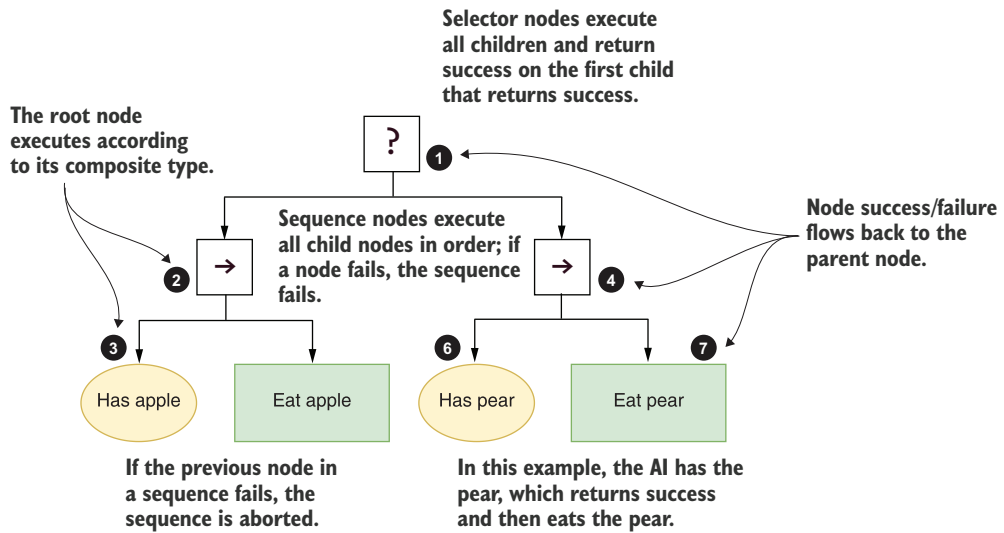 Selector nodes execute
all children and return
success on the first child
that returns success.
The root node
executes according
to its composite type.
?
1
Sequence nodes execute
all child nodes in order; if
a node fails, the sequence
fails.
Node success/failure
flows back to the
parent node.
→
2
→
4
3
6
7
Has apple
Eat apple
Has pear
Eat pear
If the previous node in
a sequence fails, the
sequence is aborted.
In this example, the AI has the
pear, which returns success
and then eats the pear.